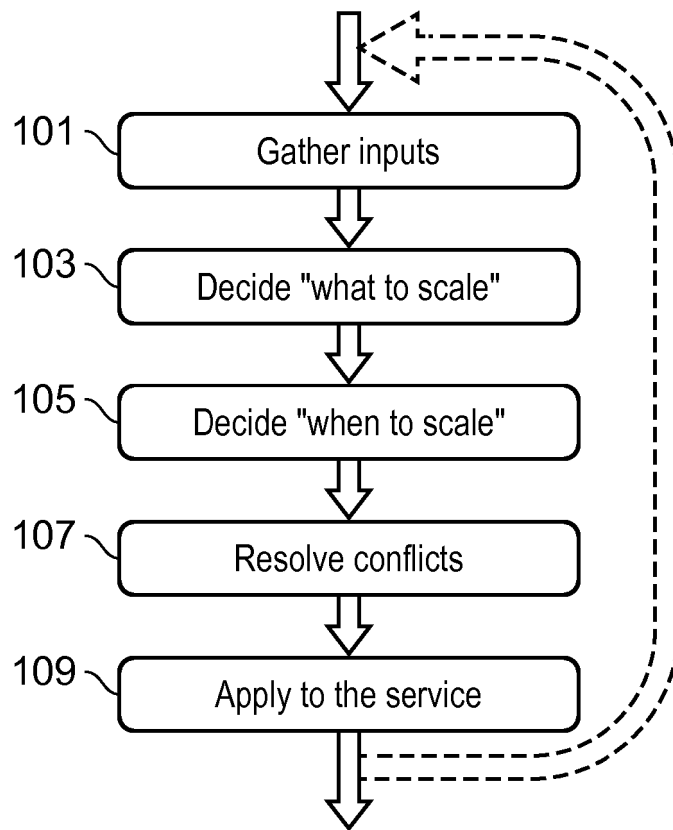 101
Gather inputs
103
Decide "what to scale"
105
Decide "when to scale"
107
Resolve conflicts
109
Apply to the service